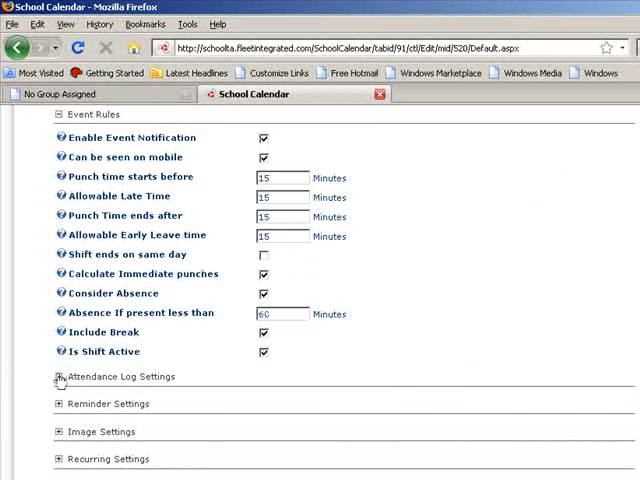 School Calendar - Mozilla Firefox
File Edit View History Bookmarks Tools Help
http://schoolta.fleetintegrated.com/SchoolCalendar/tabid/91/ctl/Edit/mid/520/Default.aspx
Most Visited Getting Started Latest Headlines Customize Links Free Hotmail Windows Marketplace Windows Media Windows
No Group Assigned School Calendar
Event Rules
Enable Event Notification
Can be seen on mobile
Punch time starts before 15 Minutes
Allowable Late Time 15 Minutes
Punch Time ends after 15 Minutes
Allowable Early Leave time 15 Minutes
Shift ends on same day
Calculate Immediate punches
Consider Absence
Absence If present less than 60 Minutes
Include Break
Is Shift Active
Attendance Log Settings
Reminder Settings
Image Settings
Recurring Settings